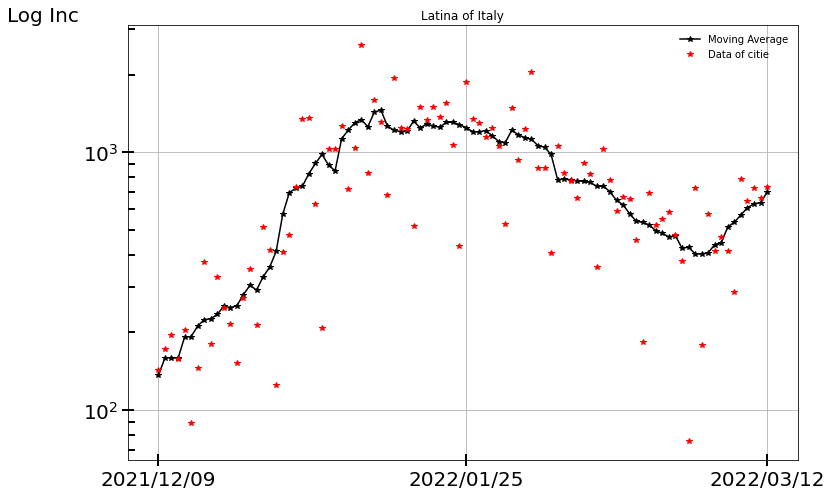 Log Inc
Latina of Italy
Moving Average
Data of citie
10³
10²
2021/12/09
2022/01/25
2022/03/12